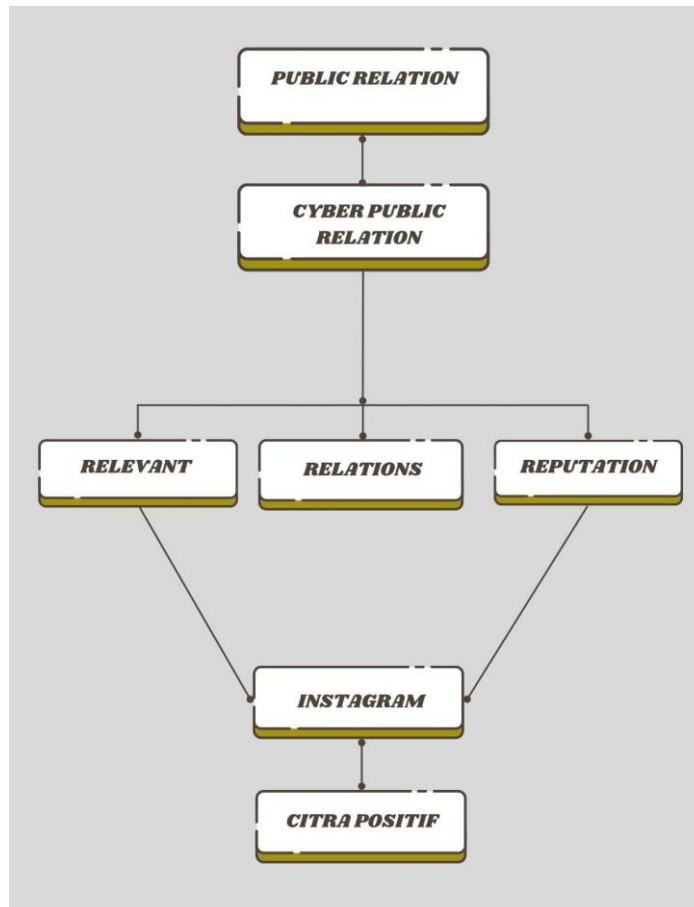 PUBLIC RELATION
CYBER PUBLIC
RELATION
RELEVANT
RELATIONS
REPUTATION
INSTAGRAM
CITRA POSITIF